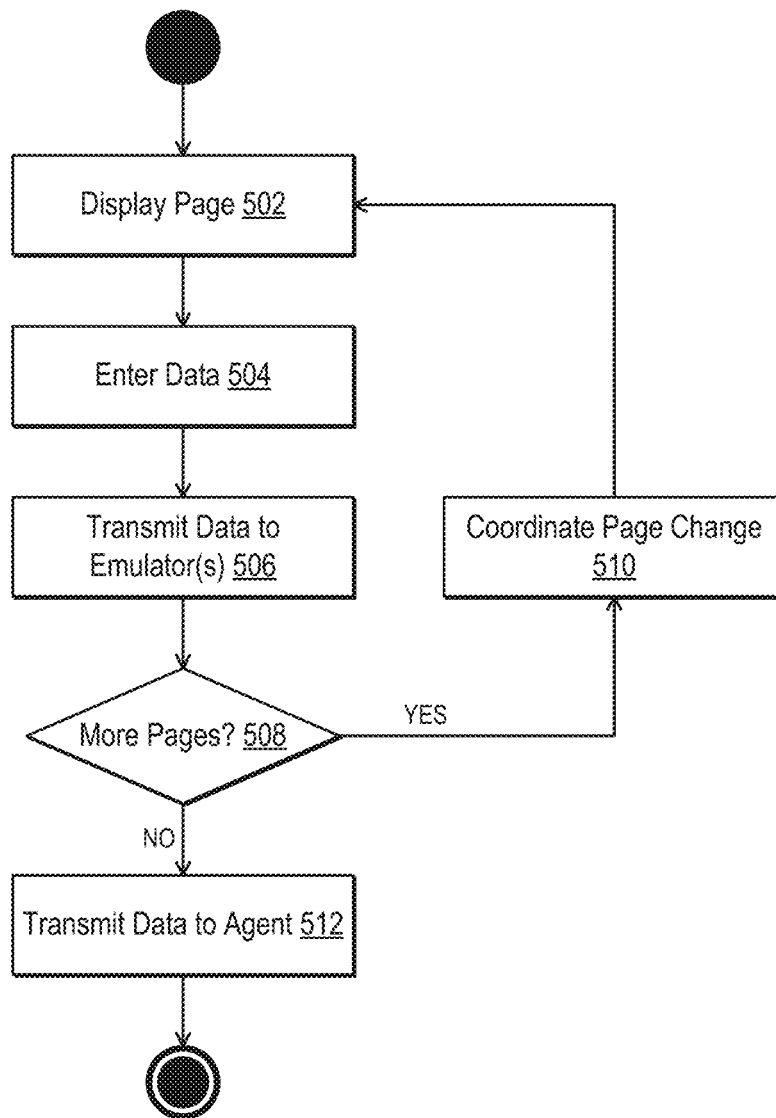 Display Page 502
Enter Data 504
Transmit Data to
Emulator(s) 506
Coordinate Page Change
510
More Pages? 508
YES
NO
Transmit Data to Agent 512